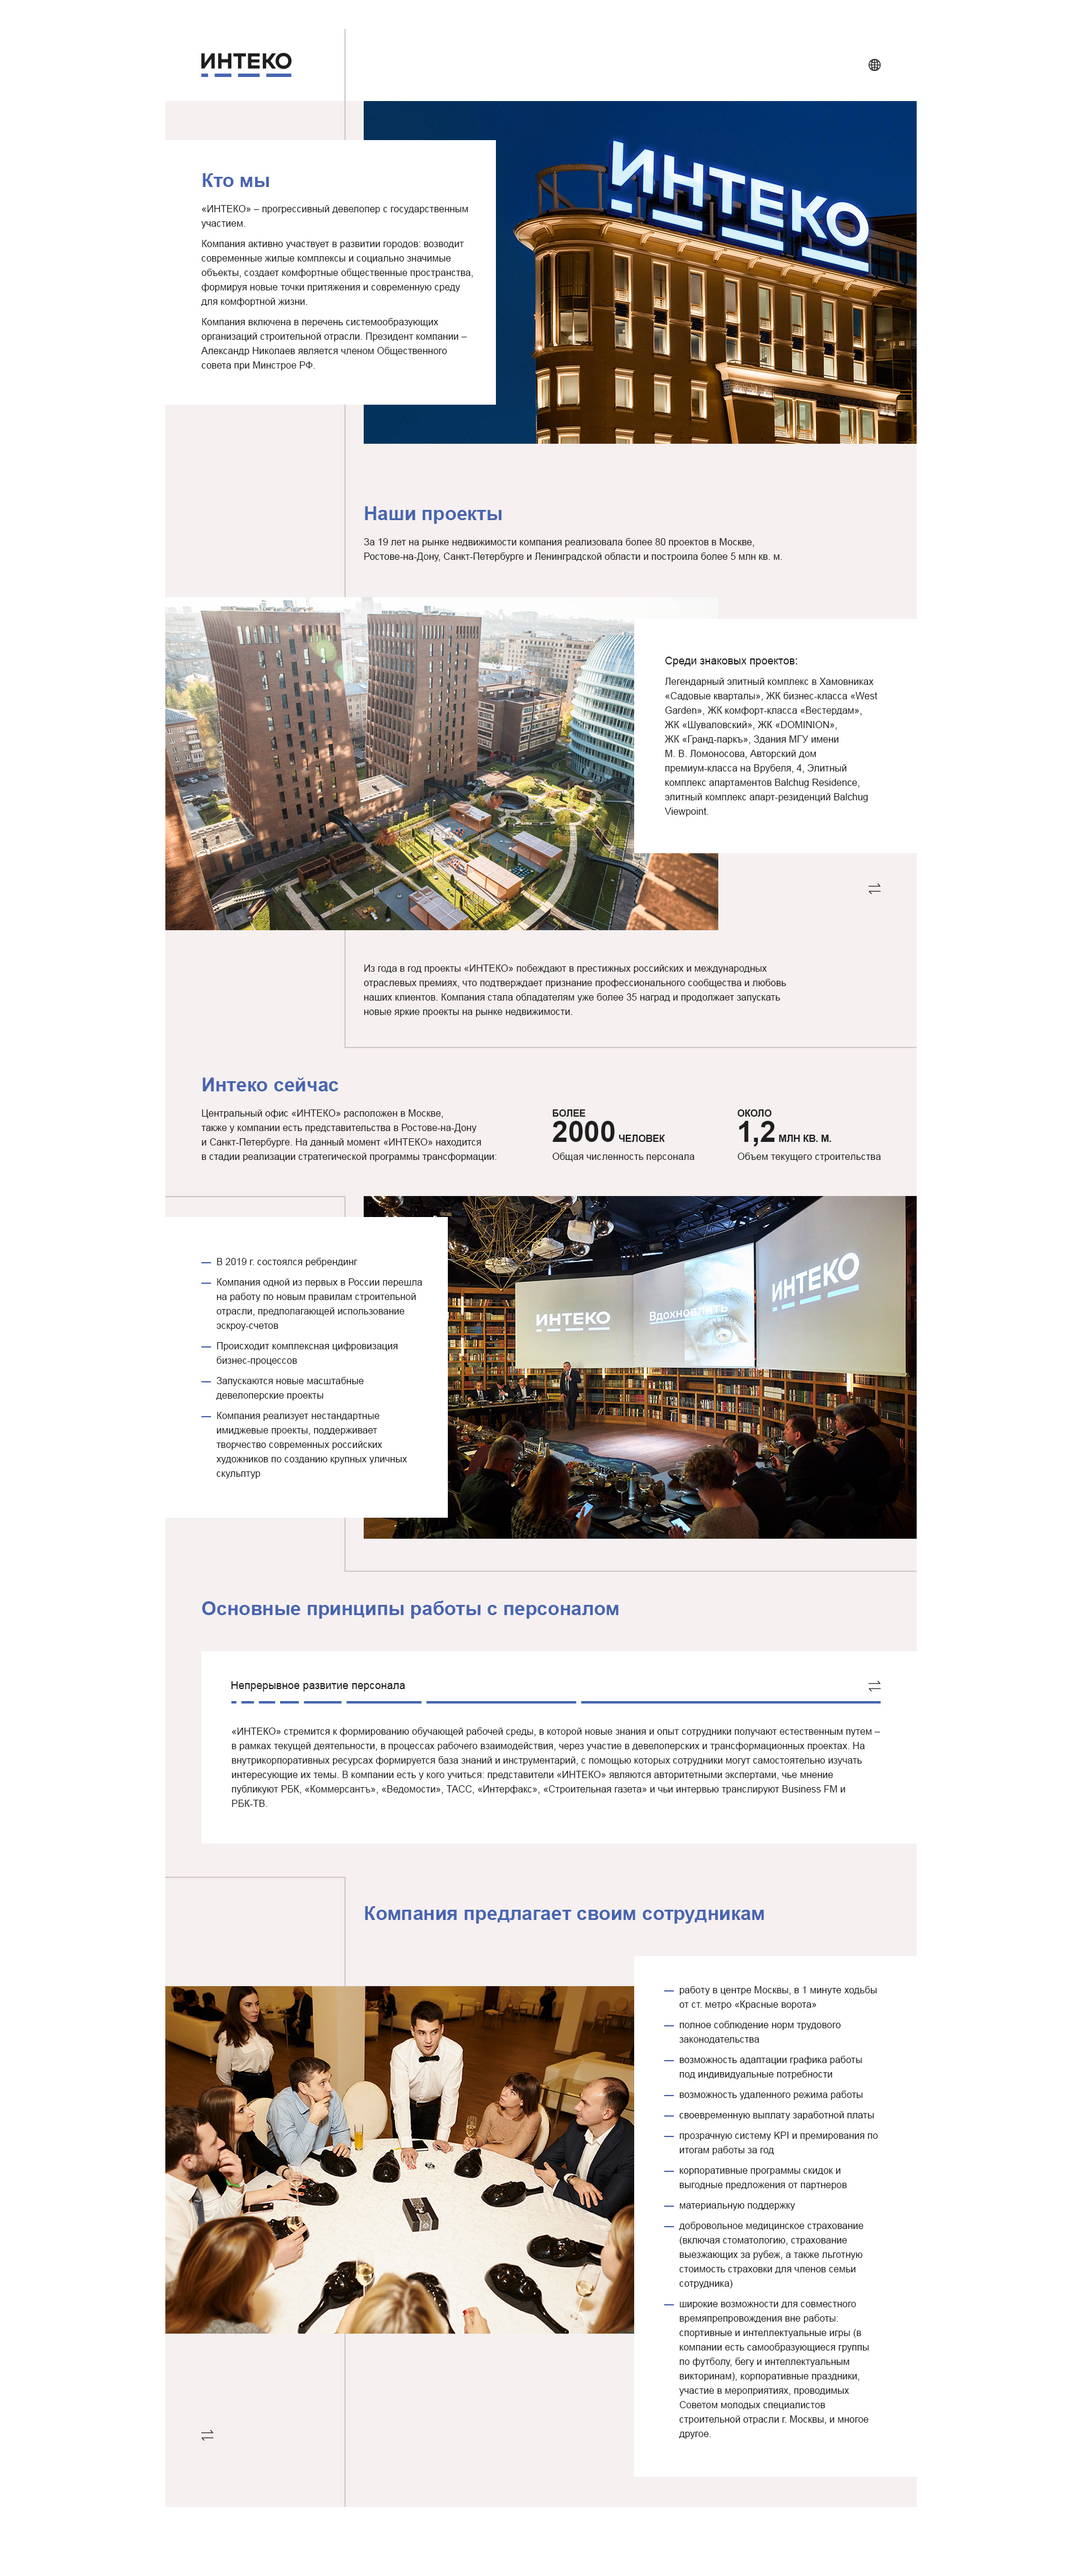 ИНТЕКО
Кто мы
«ИНТЕКО» – прогрессивный девелопер с государственным
участием.
Компания активно участвует в развитии городов: возводит
современные жилые комплексы и социально значимые
объекты, создает комфортные общественные пространства,
формируя новые точки притяжения и современную среду
для комфортной жизни.
Компания включена в перечень системообразующих
организаций строительной отрасли. Президент компании –
Александр Николаев является членом Общественного
совета при Минстрое РФ.
ИНТЕКО
Наши проекты
За 19 лет на рынке недвижимости компания реализовала более 80 проектов в Москве,
Ростове-на-Дону, Санкт-Петербурге и Ленинградской области и построила более 5 млн кв. м.
Среди знаковых проектов:
Легендарный элитный комплекс в Хамовниках
«Садовые кварталы», ЖК бизнес-класса «West
Garden», ЖК комфорт-класса «Вестердам»,
ЖК «Шуваловский», ЖК «DOMINION»,
ЖК «Гранд-паркъ», Здания МГУ имени
М. В. Ломоносова, Авторский дом
премиум-класса на Врубеля, 4, Элитный
комплекс апартаментов Balchug Residence,
элитный комплекс апарт-резиденций Balchug
Viewpoint.
Из года в год проекты «ИНТЕКО» побеждают в престижных российских и международных
отраслевых премиях, что подтверждает признание профессионального сообщества и любовь
наших клиентов. Компания стала обладателям уже более 35 наград и продолжает запускать
новые яркие проекты на рынке недвижимости.
Интеко сейчас
Центральный офис «ИНТЕКО» расположен в Москве,
также у компании есть представительства в Ростове-на-Дону
и Санкт-Петербурге. На данный момент «ИНТЕКО» находится
в стадии реализации стратегической программы трансформации:
БОЛЕЕ
2000 ЧЕЛОВЕК
Общая численность персонала
ОКОЛО
1,2 МЛН КВ. М.
Объем текущего строительства
— В 2019 г. состоялся ребрендинг
— Компания одной из первых в России перешла
на работу по новым правилам строительной
отрасли, предполагающей использование
эскроу-счетов
— Происходит комплексная цифровизация
бизнес-процессов
— Запускаются новые масштабные
девелоперские проекты
— Компания реализует нестандартные
имиджевые проекты, поддерживает
творчество современных российских
художников по созданию крупных уличных
скульптур
ИНТЕКО
Вдохновлять
ИНТЕКО
Основные принципы работы с персоналом
Непрерывное развитие персонала
«ИНТЕКО» стремится к формированию обучающей рабочей среды, в которой новые знания и опыт сотрудники получают естественным путем –
в рамках текущей деятельности, в процессах рабочего взаимодействия, через участие в девелоперских и трансформационных проектах. На
внутрикорпоративных ресурсах формируется база знаний и инструментарий, с помощью которых сотрудники могут самостоятельно изучать
интересующие их темы. В компании есть у кого учиться: представители «ИНТЕКО» являются авторитетными экспертами, чье мнение
публикуют РБК, «Коммерсантъ», «Ведомости», ТАСС, «Интерфакс», «Строительная газета» и чьи интервью транслируют Business FM и
РБК-ТВ.
Компания предлагает своим сотрудникам
— работу в центре Москвы, в 1 минуте ходьбы
от ст. метро «Красные ворота»
— полное соблюдение норм трудового
законодательства
— возможность адаптации графика работы
под индивидуальные потребности
— возможность удаленного режима работы
— своевременную выплату заработной платы
— прозрачную систему KPI и премирования по
итогам работы за год
— корпоративные программы скидок и
выгодные предложения от партнеров
— материальную поддержку
— добровольное медицинское страхование
(включая стоматологию, страхование
выезжающих за рубеж, а также льготную
стоимость страховки для членов семьи
сотрудника)
— широкие возможности для совместного
времяпрепровождения вне работы:
спортивные и интеллектуальные игры (в
компании есть самообразующиеся группы
по футболу, бегу и интеллектуальным
викторинам), корпоративные праздники,
участие в мероприятиях, проводимых
Советом молодых специалистов
строительной отрасли г. Москвы, и многое
другое.